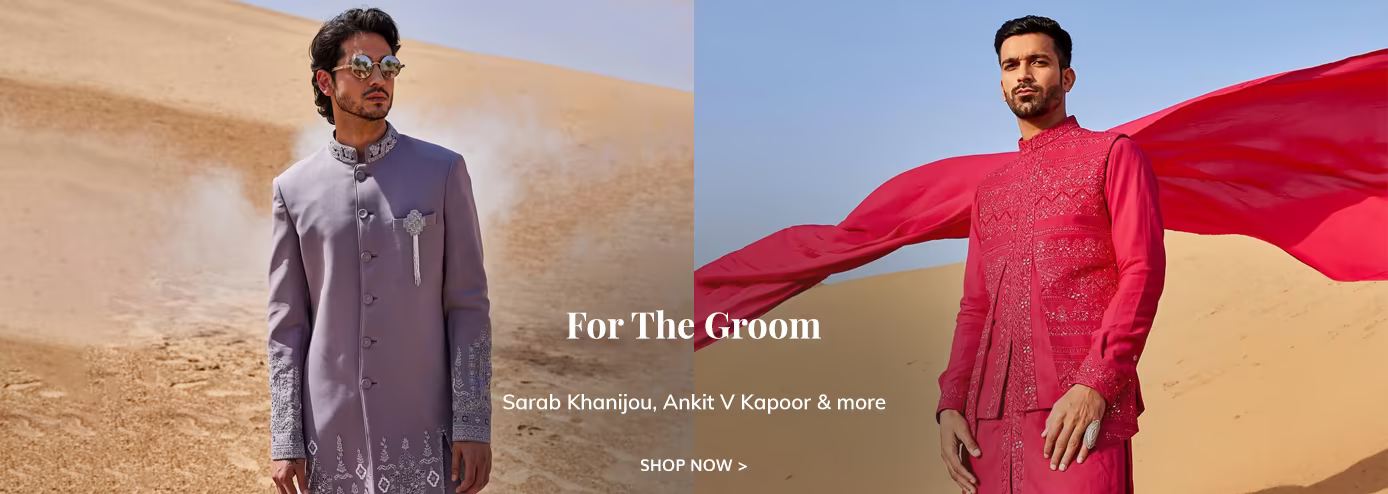 For The Groom
Sarab Khanijou, Ankit V Kapoor & more
SHOP NOW >